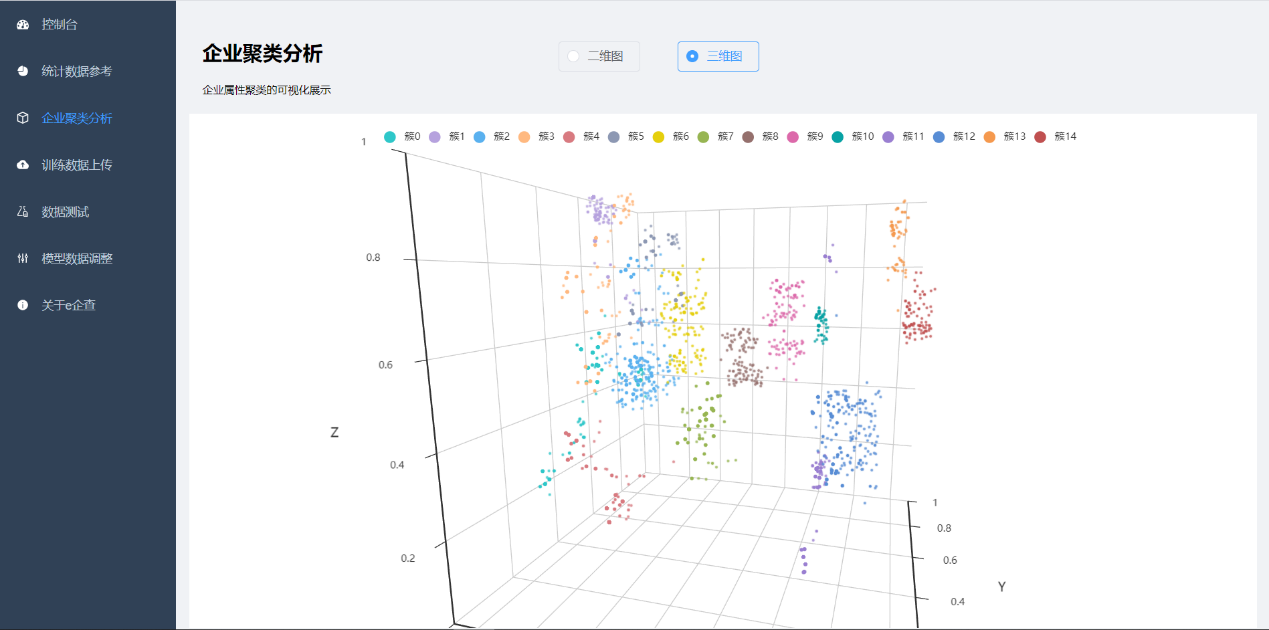 控制台
统计数据参考
企业聚类分析
训练数据上传
数据测试
模型数据调整
关于e企查
企业聚类分析
二维图
三维图
企业属性聚类的可视化展示
簇0 簇1 簇2 簇3 簇4 簇5 簇6 簇7 簇8 簇9 簇10 簇11 簇12 簇13 簇14
1
0.8
0.6
Z
0.4
0.2
1
0.8
0.6
Y
0.4